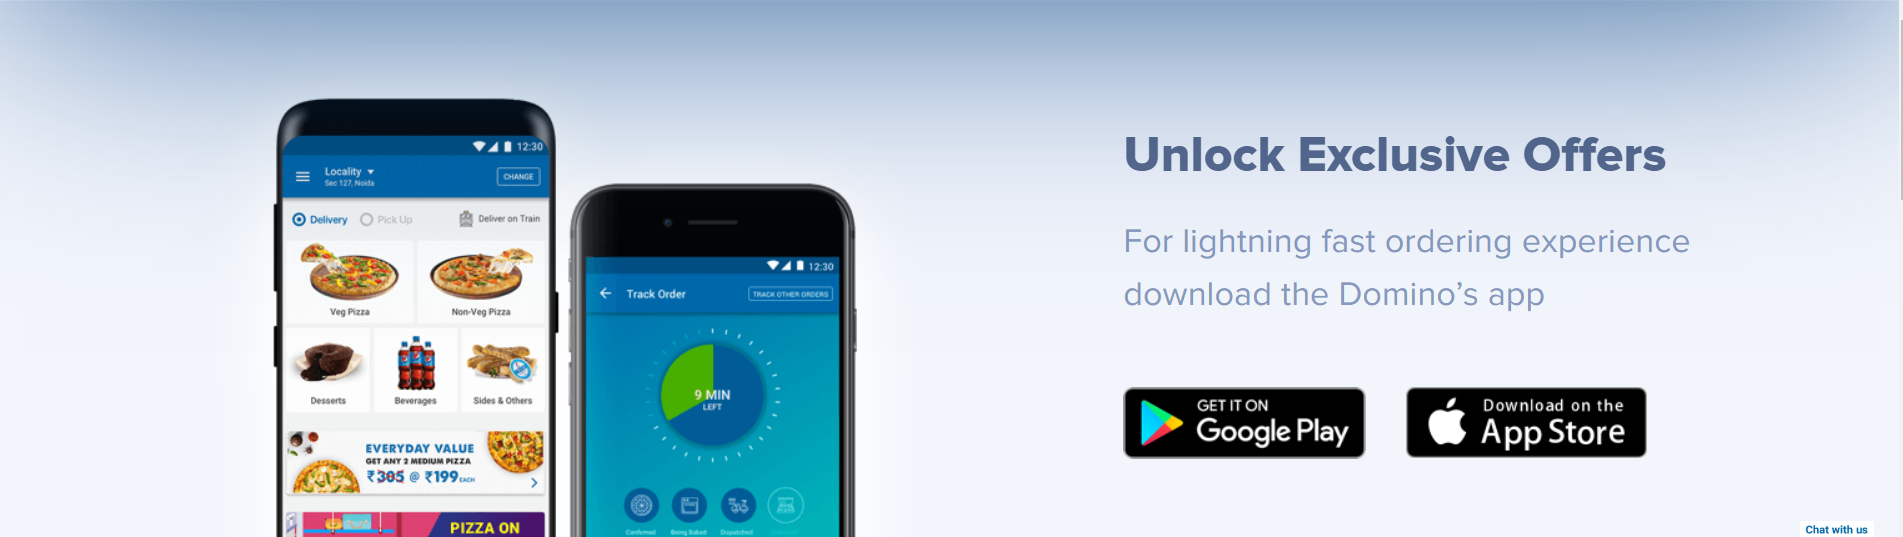 12:30
Locality
Sec 127, Noida
CHANGE
Delivery
Pick Up
Deliver on Train
Veg Pizza
Non-Veg Pizza
Desserts
Beverages
Sides & Others
EVERYDAY VALUE
GET ANY 2 MEDIUM PIZZA
₹305 @ ₹199 EACH
PIZZA ON
12:30
Track Order
TRACK OTHER ORDERS
9 MIN
LEFT
Confirmed
Being Baked
Dispatched
Unlock Exclusive Offers
For lightning fast ordering experience
download the Domino's app
GET IT ON
Google Play
Download on the
App Store
Chat with us